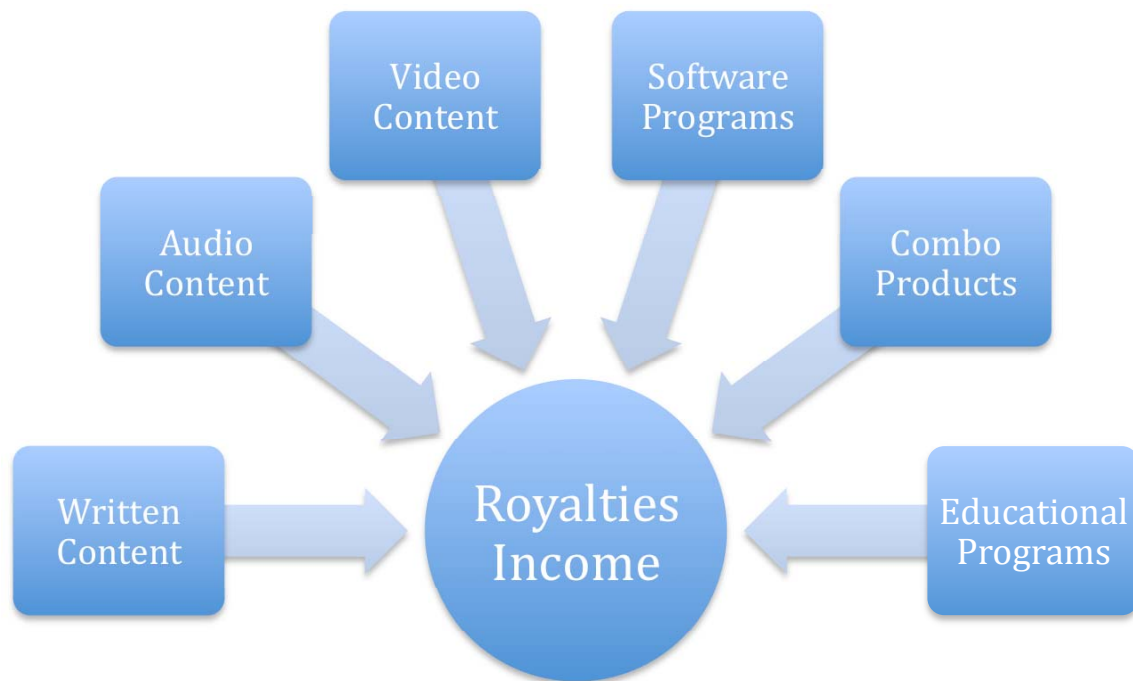 Video
Content
Software
Programs
Audio
Content
Combo
Products
Written
Content
Royalties
Income
Educational
Programs